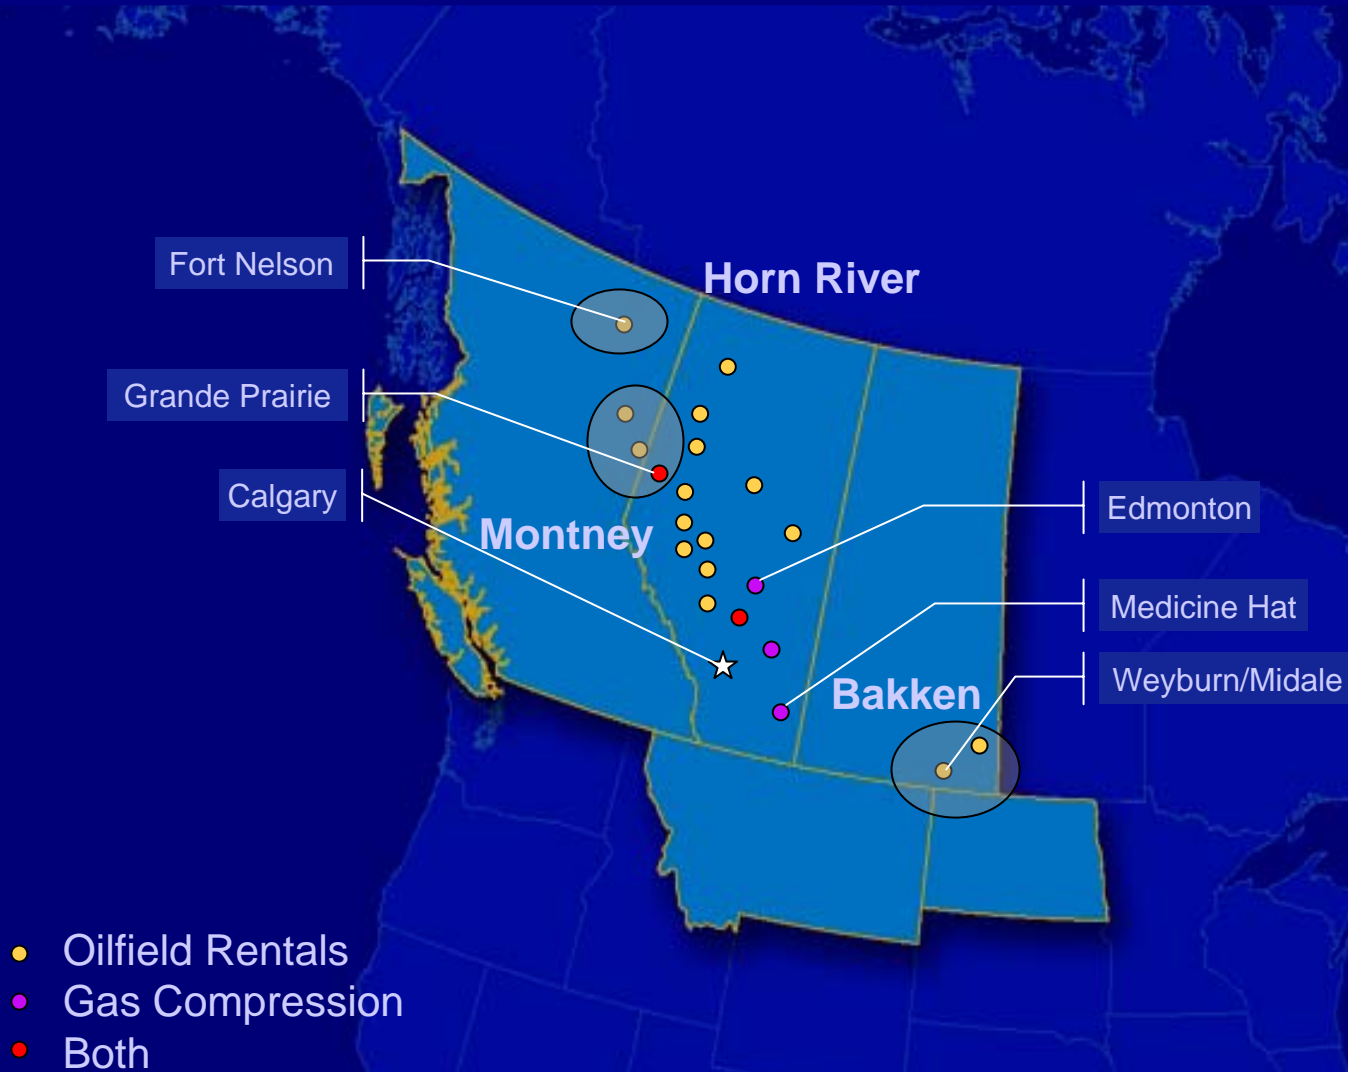 Horn River
Fort Nelson
Grande Prairie
Calgary
Montney
Edmonton
Medicine Hat
Weyburn/Midale
Bakken
Oilfield Rentals
Gas Compression
Both